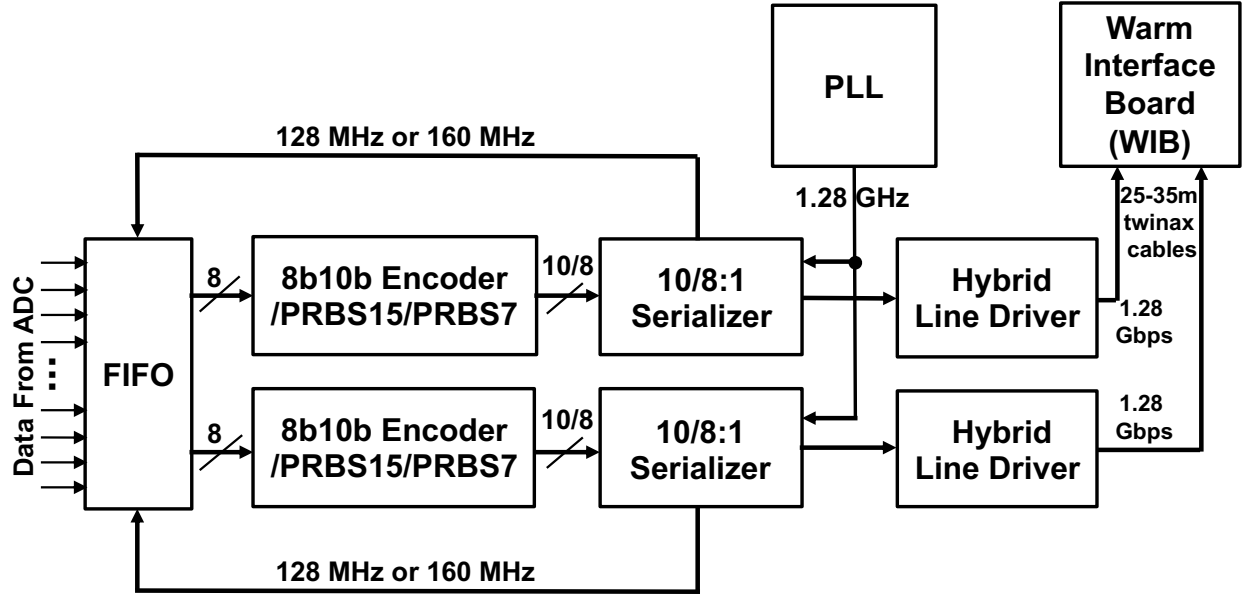 PLL
Warm
Interface
Board
(WIB)
128 MHz or 160 MHz
1.28 GHz
25-35m
twinax
cables
Data From ADC
...
FIFO
8
8b10b Encoder
/PRBS15/PRBS7
10/8
10/8:1
Serializer
Hybrid
Line Driver
1.28
Gbps
8
8b10b Encoder
/PRBS15/PRBS7
10/8
10/8:1
Serializer
Hybrid
Line Driver
1.28
Gbps
128 MHz or 160 MHz